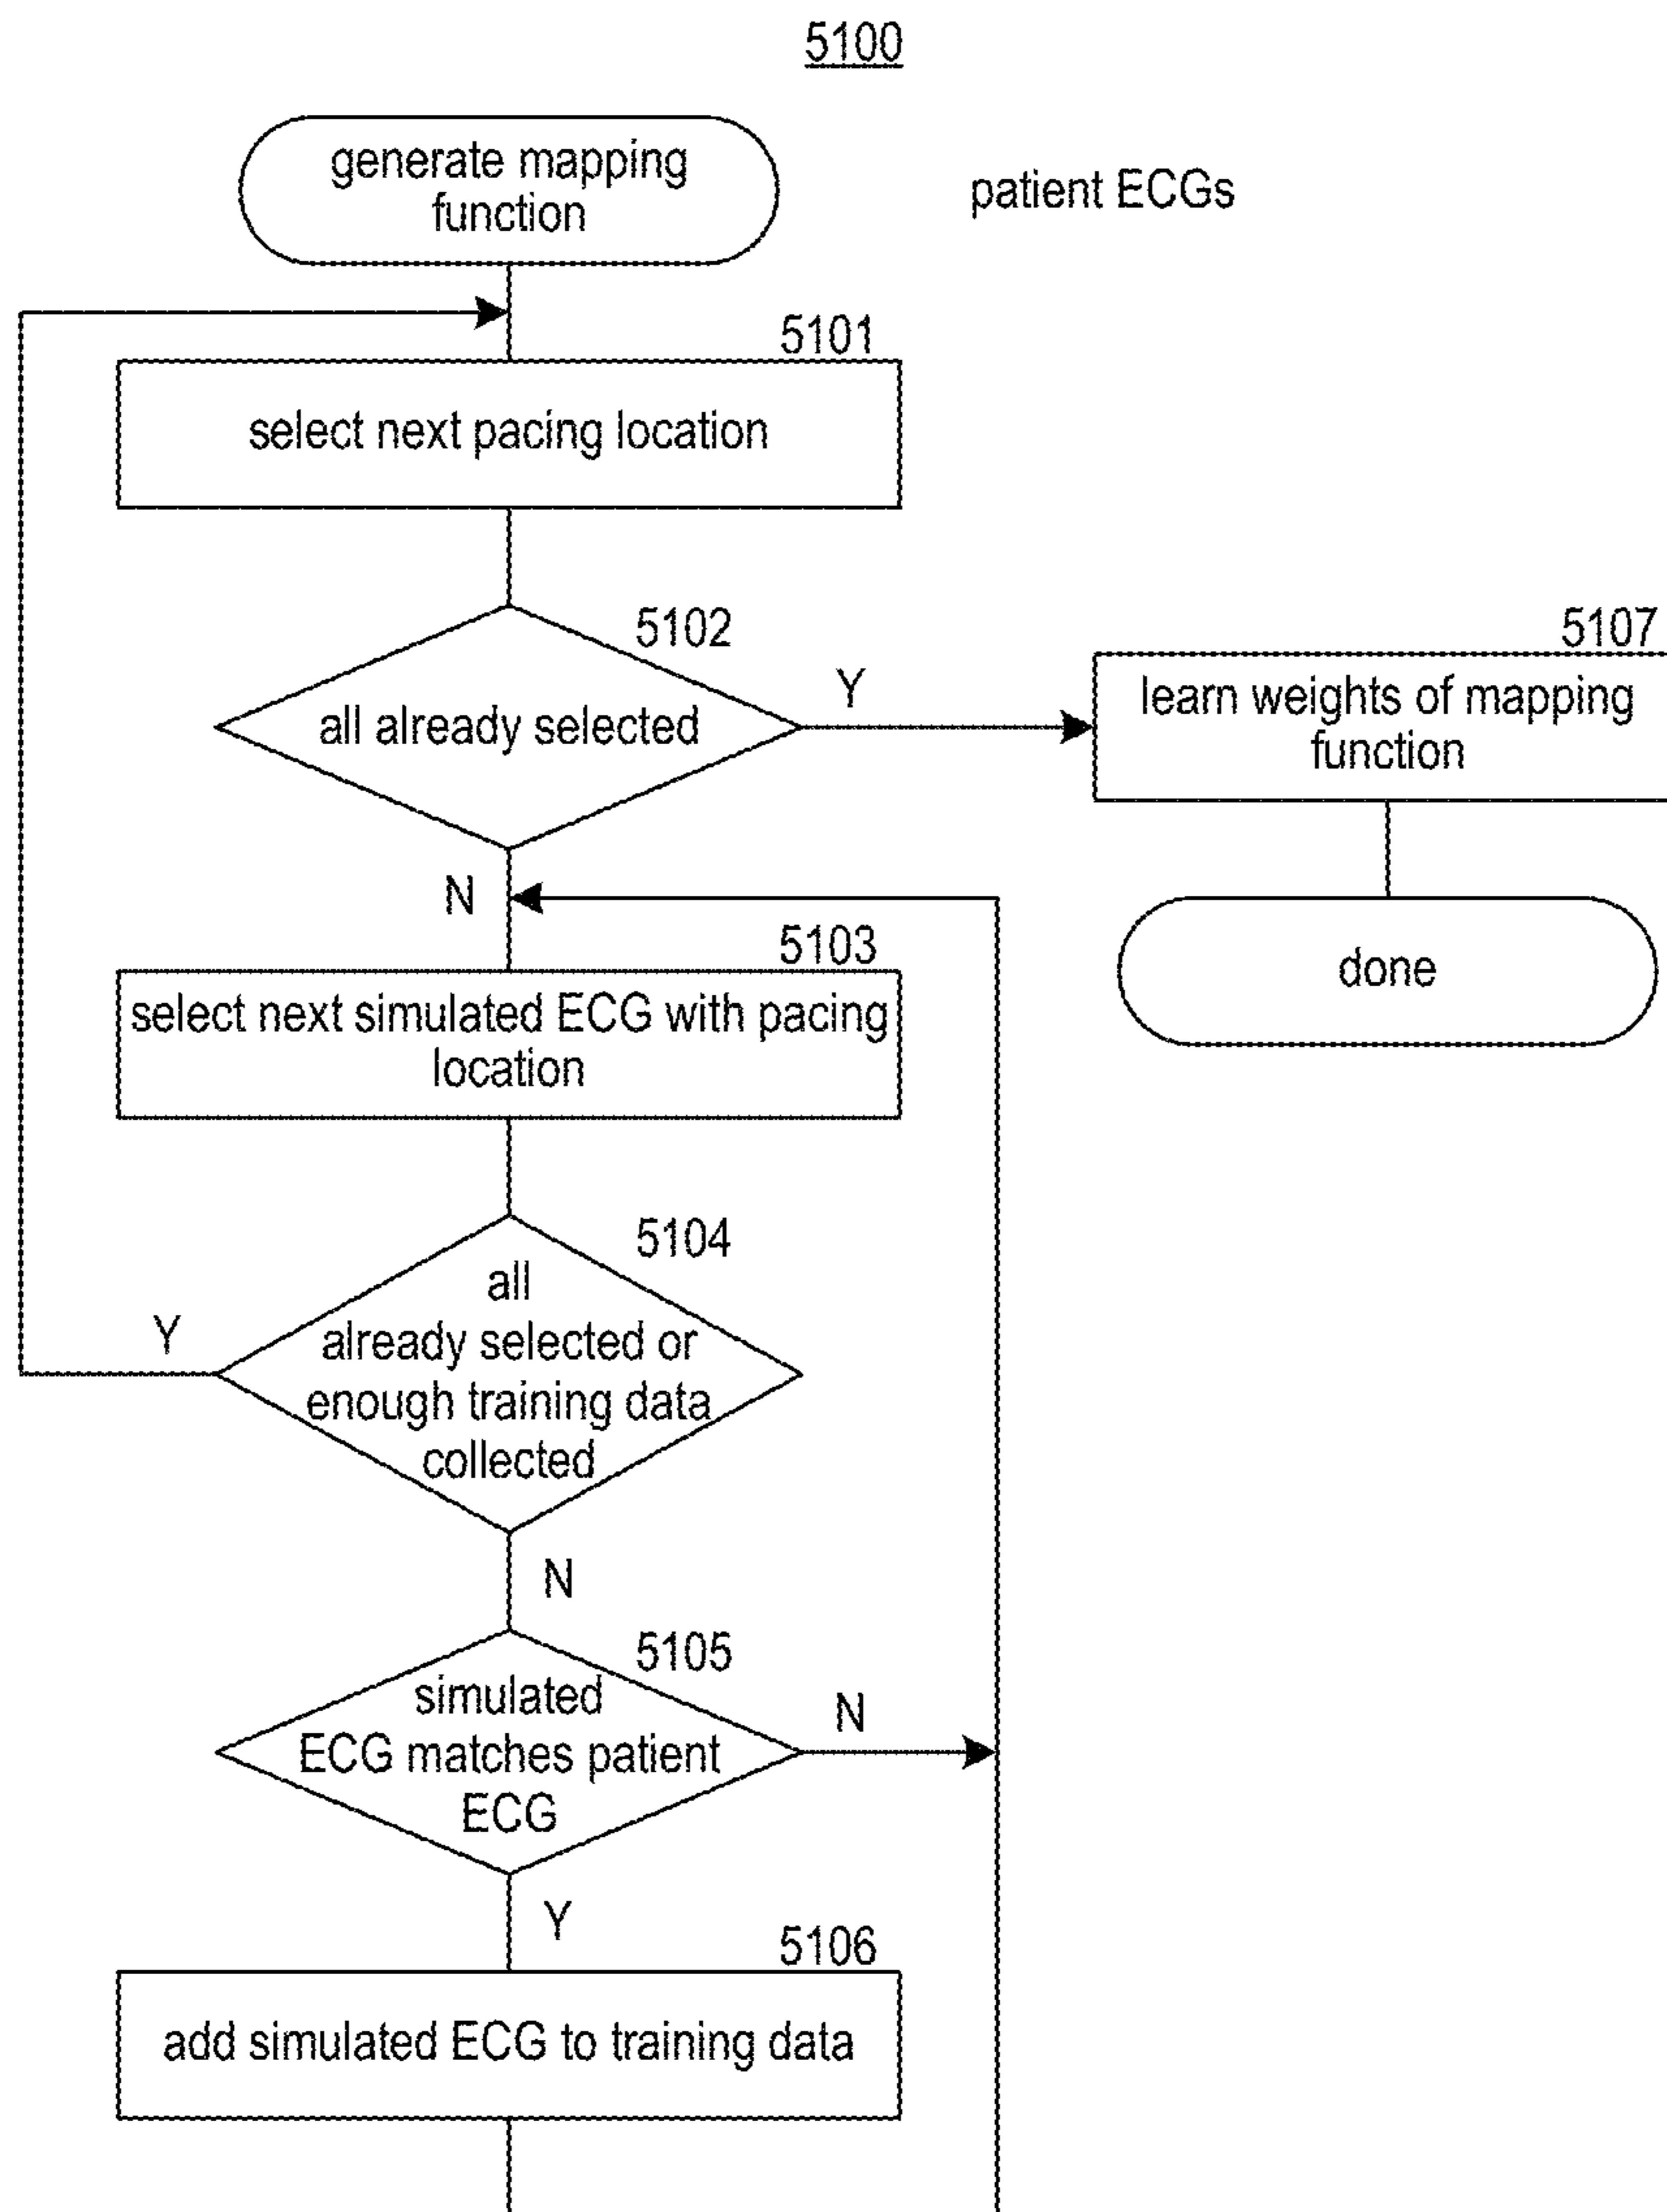 5100
generate mapping
function
patient ECGs
5101
select next pacing location
5102
all already selected
Y
N
5107
learn weights of mapping
function
done
5103
select next simulated ECG with pacing
location
5104
all
already selected or
enough training data
collected
Y
N
5105
simulated
ECG matches patient
ECG
N
Y
5106
add simulated ECG to training data